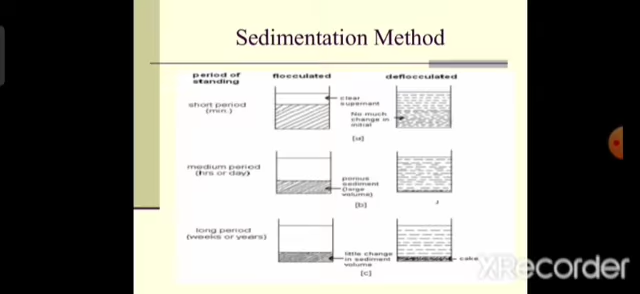 Sedimentation Method
period of
standing
flocculated
deflocculated
short period
(min.)
clear
supernant
No much
change in
initial
[a]
medium period
(hrs or day)
porous
sediment
(large
volume)
[b]
long period
(weeks or years)
little change
in sediment
volume
[c]
cake
XRecorder